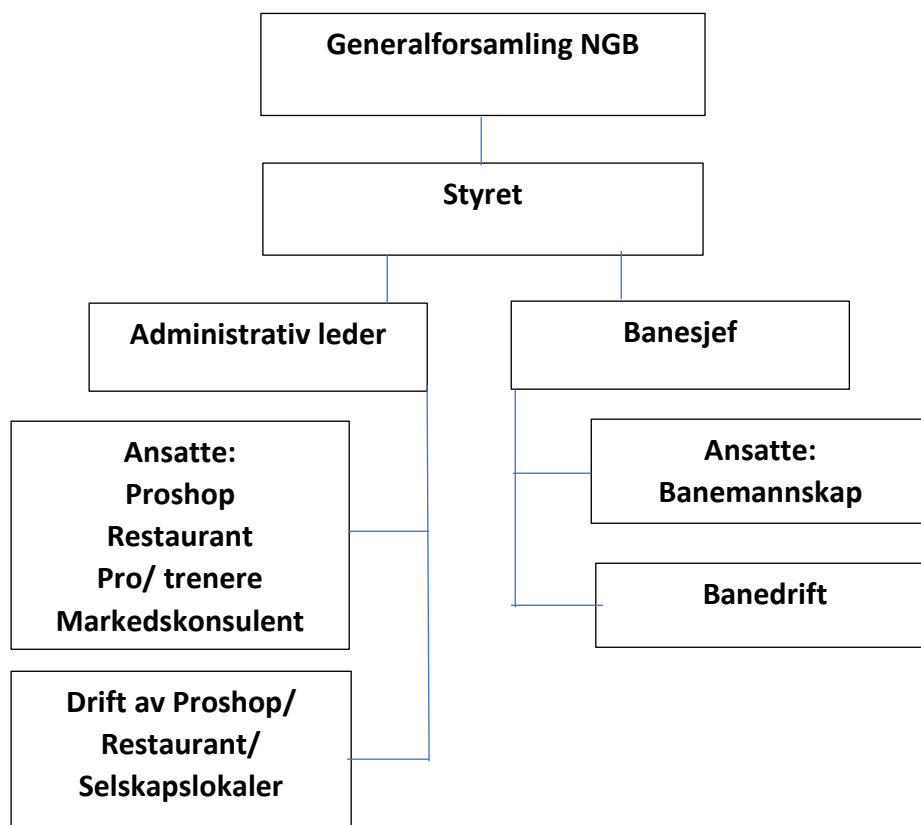 Generalforsamling NGB
Styret
Administrativ leder
Banesjef
Ansatte:
Proshop
Restaurant
Pro/ trenere
Markedskonsulent
Ansatte:
Banemannskap
Banedrift
Drift av Proshop/
Restaurant/
Selskapslokaler